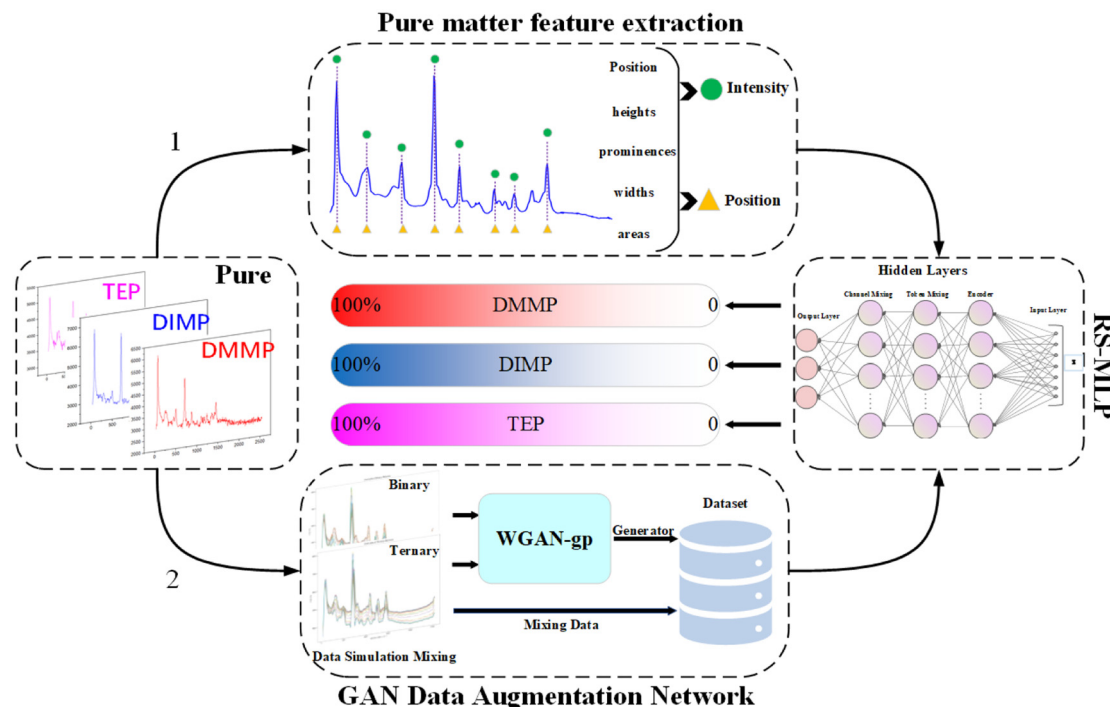 Pure matter feature extraction
1
Position
heights
prominences
widths
areas
Intensity
Position
Pure
TEP
DIMP
DMMP
100% DMMP 0
100% DIMP 0
100% TEP 0
Hidden Layers
Channel Mixing Token Mixing Encoder
Output Layer
Input Layer
x
RS-MLP
2
Binary
Ternary
Data Simulation Mixing
WGAN-gp
Generator
Mixing Data
Dataset
GAN Data Augmentation Network